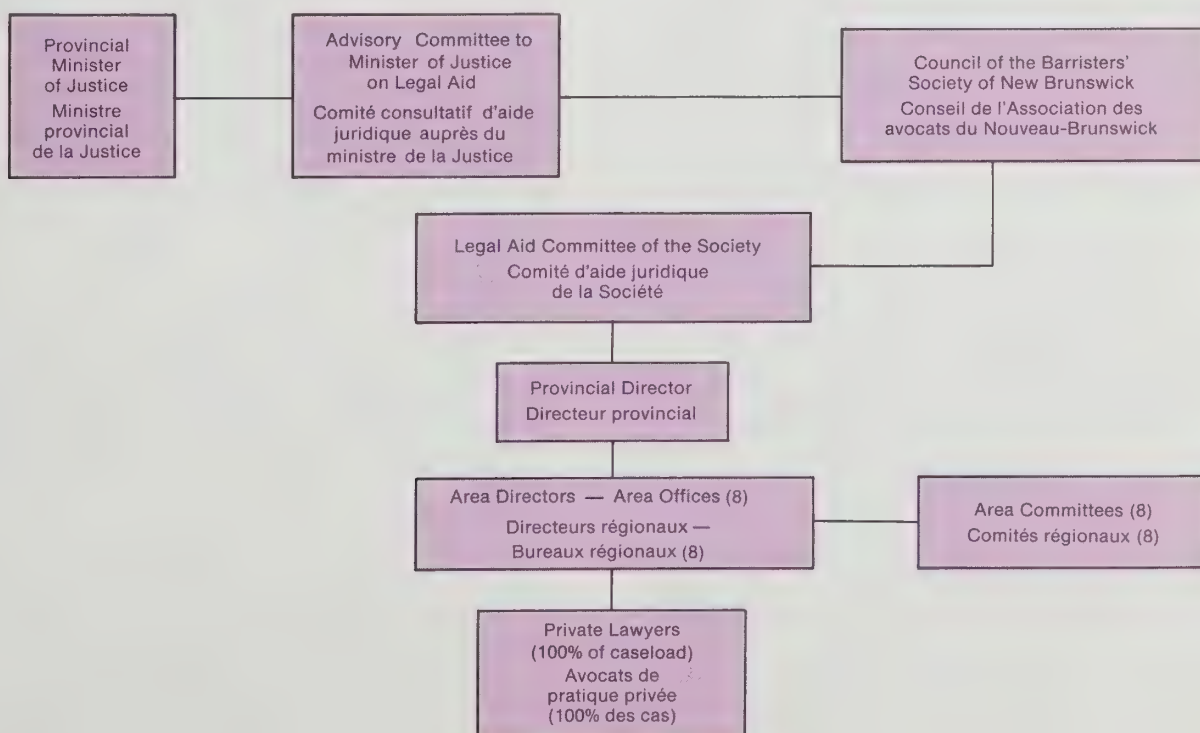 Provincial
Minister
of Justice
Ministre
provincial
de la Justice
Advisory Committee to
Minister of Justice
on Legal Aid
Comité consultatif d'aide
juridique auprès du
ministre de la Justice
Council of the Barristers'
Society of New Brunswick
Conseil de l'Association des
avocats du Nouveau-Brunswick
Legal Aid Committee of the Society
Comité d'aide juridique
de la Société
Provincial Director
Directeur provincial
Area Directors — Area Offices (8)
Directeurs régionaux —
Bureaux régionaux (8)
Area Committees (8)
Comités régionaux (8)
Private Lawyers
(100% of caseload)
Avocats de
pratique privée
(100% des cas)